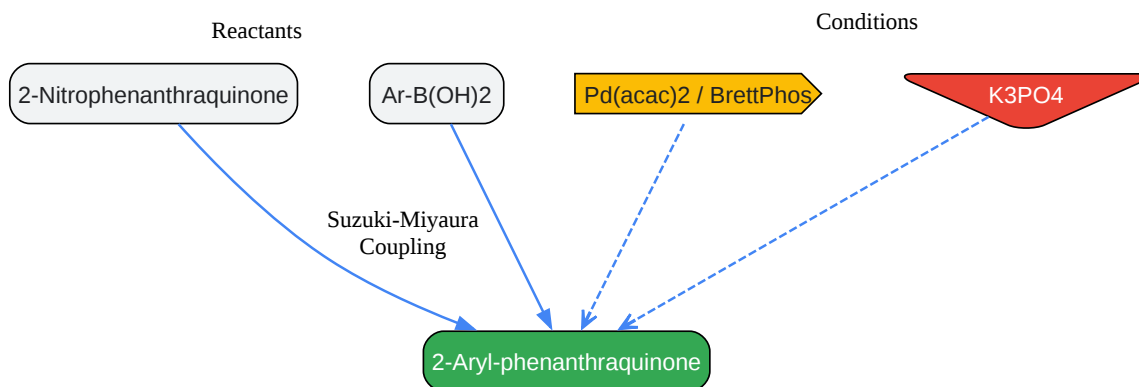 Reactants
Conditions
2-Nitrophenanthraquinone
Ar-B(OH)2
Pd(acac)2 / BrettPhos
K3PO4
Suzuki-Miyaura
Coupling
2-Aryl-phenanthraquinone